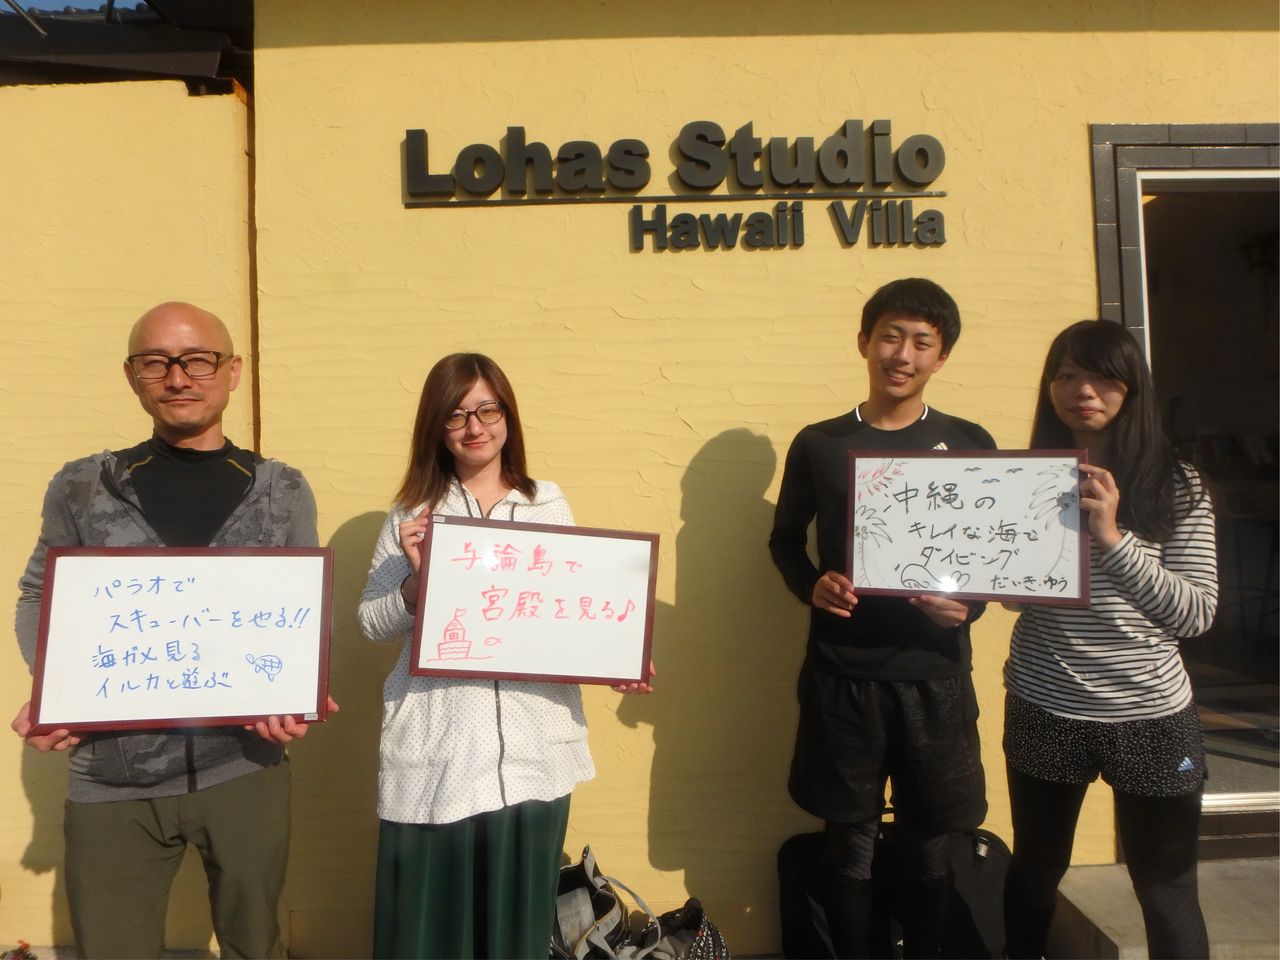 Lohas Studio
Hawaii Villa
パラオで
スキューバーをやる!!
海ガメ見る
イルカと遊ぶ
与論島で
宮殿を見る♪
沖縄の
キレイな海で
ダイビング
だいき・ゆう